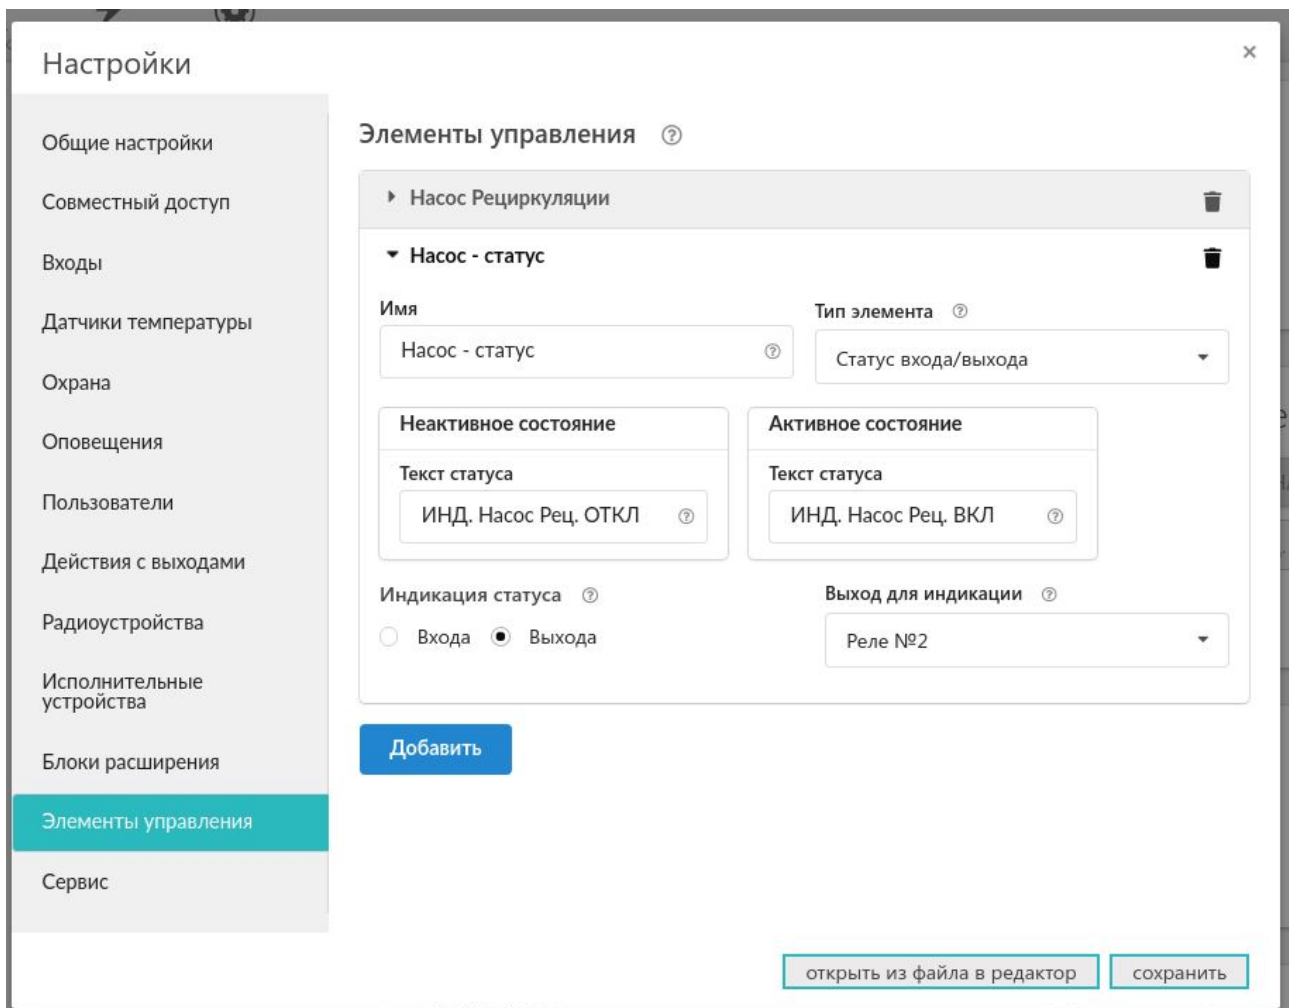 Настройки
×
Общие настройки
Совместный доступ
Входы
Датчики температуры
Охрана
Оповещения
Пользователи
Действия с выходами
Радиоустройства
Исполнительные
устройства
Блоки расширения
Элементы управления
Сервис
Элементы управления ?
Насос Рециркуляции
Насос - статус
Имя
Насос - статус ?
Тип элемента ?
Статус входа/выхода
Неактивное состояние
Текст статуса
ИНД. Насос Рец. ОТКЛ ?
Активное состояние
Текст статуса
ИНД. Насос Рец. ВКЛ ?
Индикация статуса ?
Входа Выхода
Выход для индикации ?
Реле №2
Добавить
открыть из файла в редактор
сохранить